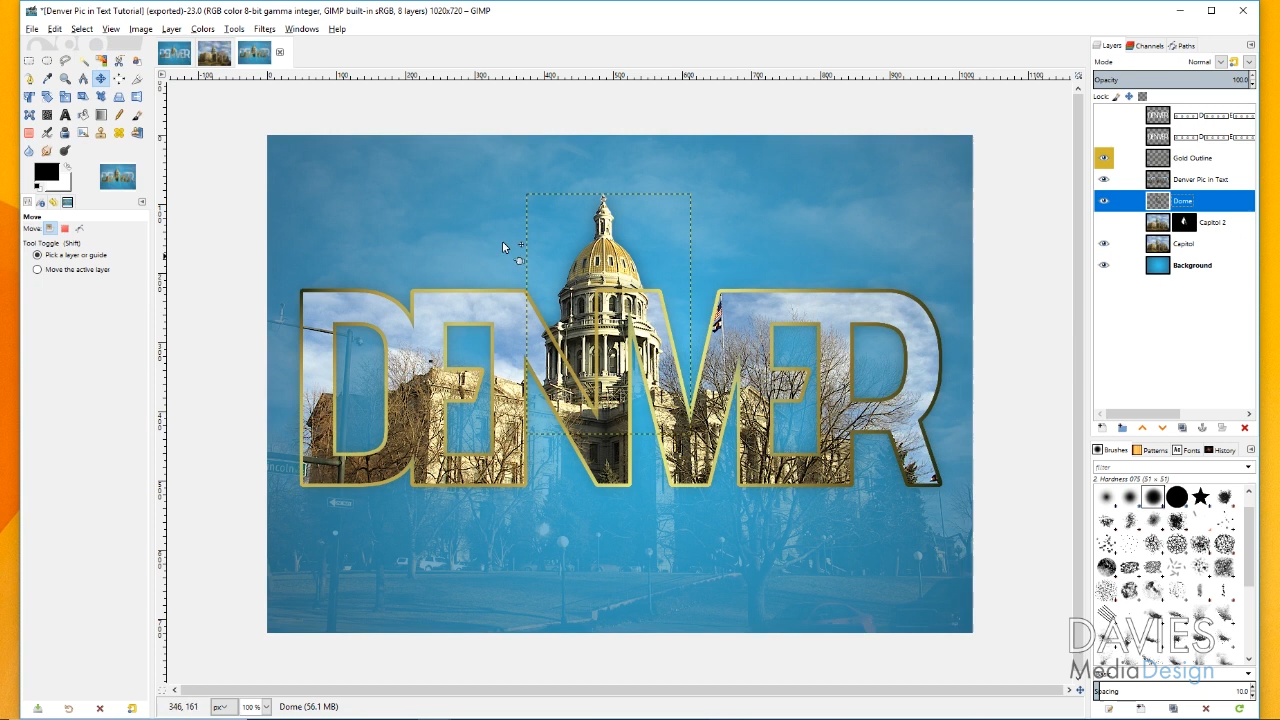 *[Denver Pic in Text Tutorial] (exported)-23.0 (RGB color 8-bit gamma integer, GIMP built-in sRGB, 8 layers) 1020x720 – GIMP
File Edit Select View Image Layer Colors Tools Filters Windows Help
Layers Channels Paths
Mode Normal
Opacity 100.0
Lock:
Gold Outline
Denver Pic in Text
Dome
Capitol 2
Capitol
Background
Move
Move:
Tool Toggle (Shift)
Pick a layer or guide
Move the active layer
DENVER
Lincoln
Brushes Patterns Fonts History
filter
2. Hardness 075 (51 × 51)
DAVIES
MediaDesign
Spacing 10.0
346, 161 px 100 % Dome (56.1 MB)